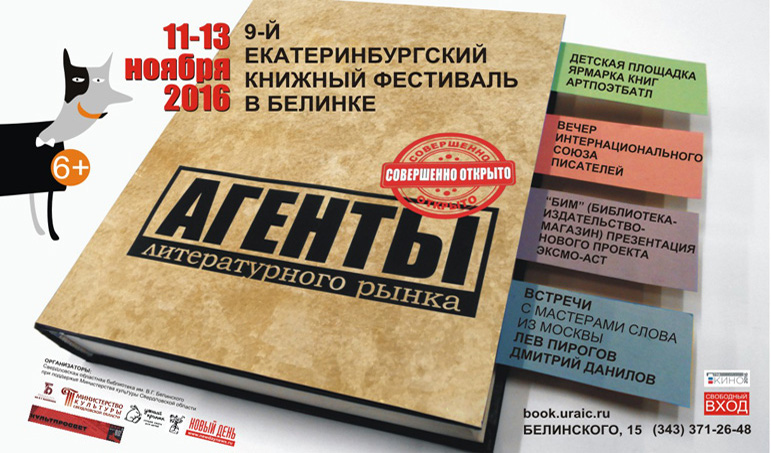 11-13
ноября
2016
9-Й
ЕКАТЕРИНБУРГСКИЙ
КНИЖНЫЙ ФЕСТИВАЛЬ
В БЕЛИНКЕ
6+
СОВЕРШЕННО
СОВЕРШЕННО ОТКРЫТО
ОТКРЫТО
АГЕНТЫ
литературного рынка
ДЕТСКАЯ ПЛОЩАДКА
ЯРМАРКА КНИГ
АРТПОЭТБАТЛ
ВЕЧЕР
ИНТЕРНАЦИОНАЛЬНОГО
СОЮЗА
ПИСАТЕЛЕЙ
"БИМ" (БИБЛИОТЕКА-
ИЗДАТЕЛЬСТВО-
МАГАЗИН) ПРЕЗЕНТАЦИЯ
НОВОГО ПРОЕКТА
ЭКСМО-АСТ
ВСТРЕЧИ
С МАСТЕРАМИ СЛОВА
ИЗ МОСКВЫ
ЛЕВ ПИРОГОВ
ДМИТРИЙ ДАНИЛОВ
ОРГАНИЗАТОРЫ:
Свердловская областная библиотека им. В.Г. Белинского
при поддержке Министерства культуры Свердловской области
МИНИСТЕРСТВО
КУЛЬТУРЫ
СВЕРДЛОВСКОЙ ОБЛАСТИ
КУЛЬТПРОСВЕТ
НОВЫЙ ДЕНЬ
КИНО
СВОБОДНЫЙ
ВХОД
book.uraic.ru
БЕЛИНСКОГО, 15 (343) 371-26-48